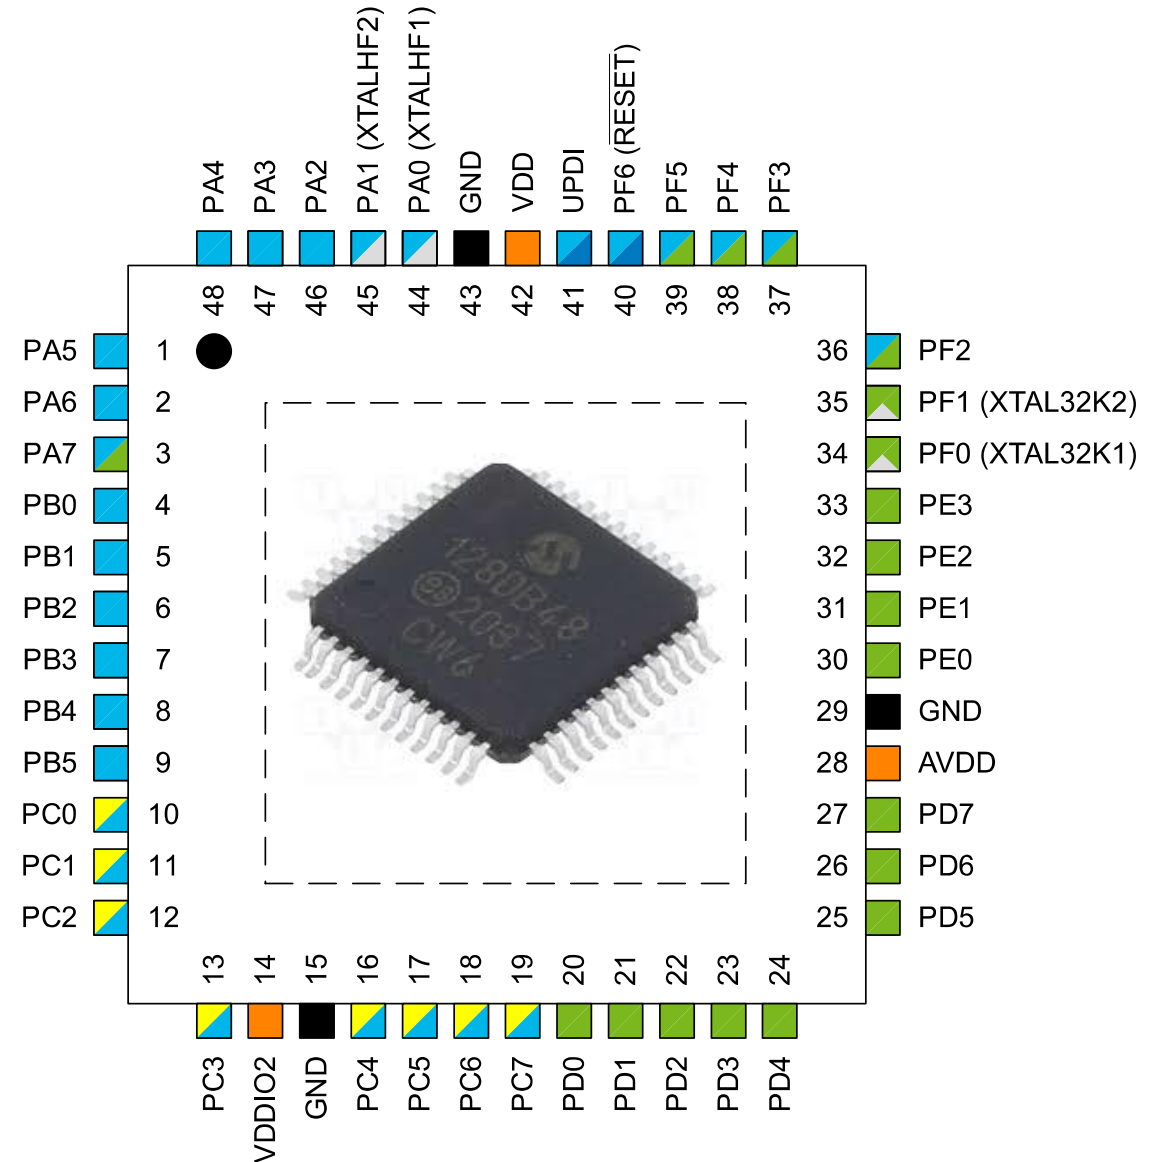 PA4
PA3
PA2
PA1 (XTALHF2)
PA0 (XTALHF1)
GND
VDD
UPDI
PF6 (RESET)
PF5
PF4
PF3
48
47
46
45
44
43
42
41
40
39
38
37
PA5 1
PA6 2
PA7 3
PB0 4
PB1 5
PB2 6
PB3 7
PB4 8
PB5 9
PC0 10
PC1 11
PC2 12
128DB48
e3 2037
CW6
36 PF2
35 PF1 (XTAL32K2)
34 PF0 (XTAL32K1)
33 PE3
32 PE2
31 PE1
30 PE0
29 GND
28 AVDD
27 PD7
26 PD6
25 PD5
13
14
15
16
17
18
19
20
21
22
23
24
PC3
VDDIO2
GND
PC4
PC5
PC6
PC7
PD0
PD1
PD2
PD3
PD4